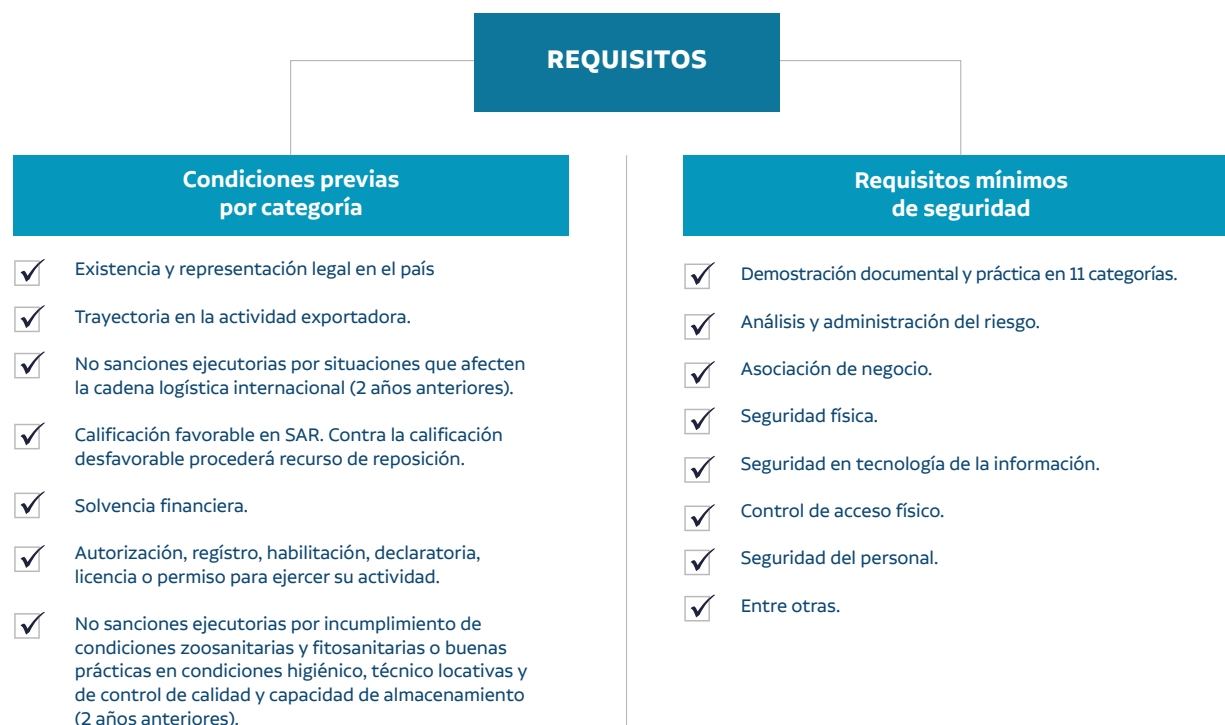 REQUISITOS
Condiciones previas
por categoría
Existencia y representación legal en el país
Trayectoria en la actividad exportadora.
No sanciones ejecutorias por situaciones que afecten
la cadena logística internacional (2 años anteriores).
Calificación favorable en SAR. Contra la calificación
desfavorable procederá recurso de reposición.
Solvencia financiera.
Autorización, regístro, habilitación, declaratoria,
licencia o permiso para ejercer su actividad.
No sanciones ejecutorias por incumplimiento de
condiciones zoosanitarias y fitosanitarias o buenas
prácticas en condiciones higiénico, técnico locativas y
de control de calidad y capacidad de almacenamiento
(2 años anteriores).
Requisitos mínimos
de seguridad
Demostración documental y práctica en 11 categorías.
Análisis y administración del riesgo.
Asociación de negocio.
Seguridad física.
Seguridad en tecnología de la información.
Control de acceso físico.
Seguridad del personal.
Entre otras.